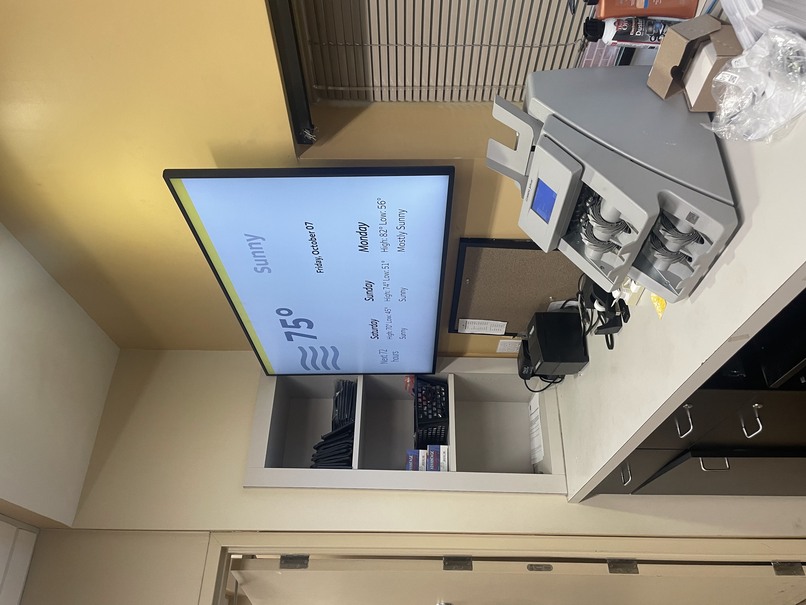 75°
Sunny
Friday, October 07
Next 72 hours
Saturday
High: 70° Low: 45°
Sunny
Sunday
High: 74° Low: 51°
Sunny
Monday
High: 82° Low: 56°
Mostly Sunny
Dust